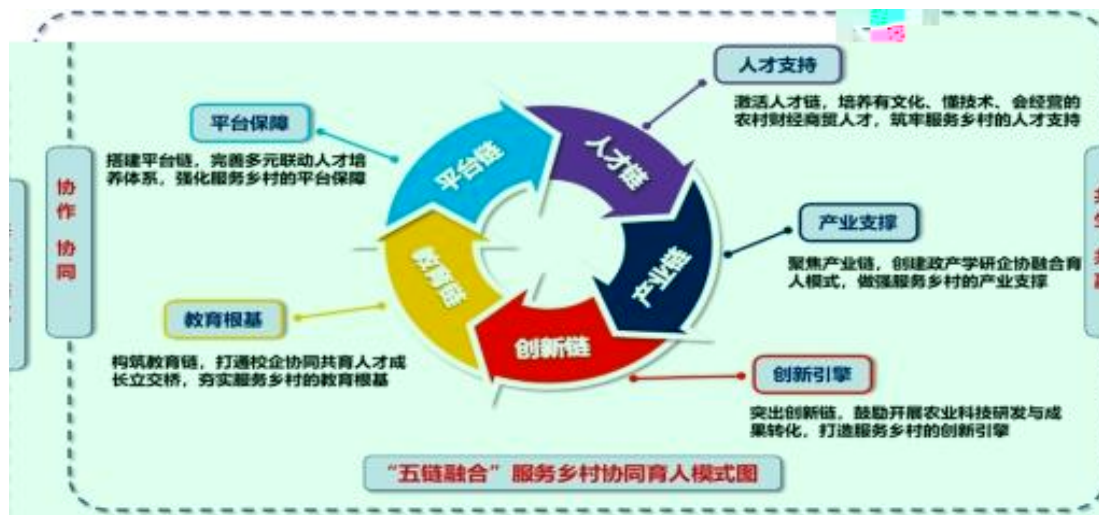 人才支持
激活人才链，培养有文化、懂技术、会经营的
农村财经商贸人才，筑牢服务乡村的人才支持
平台保障
搭建平台链，完善多元联动人才培
养体系，强化服务乡村的平台保障
协作 协同
平台链
人才链
产业链
创新链
教育链
产业支撑
聚焦产业链，创建政产学研企协融合育
人模式，做强服务乡村的产业支撑
教育根基
构筑教育链，打通校企协同共育人才成
长立交桥，夯实服务乡村的教育根基
创新引擎
突出创新链，鼓励开展农业科技研发与成
果转化，打造服务乡村的创新引擎
“五链融合”服务乡村协同育人模式图